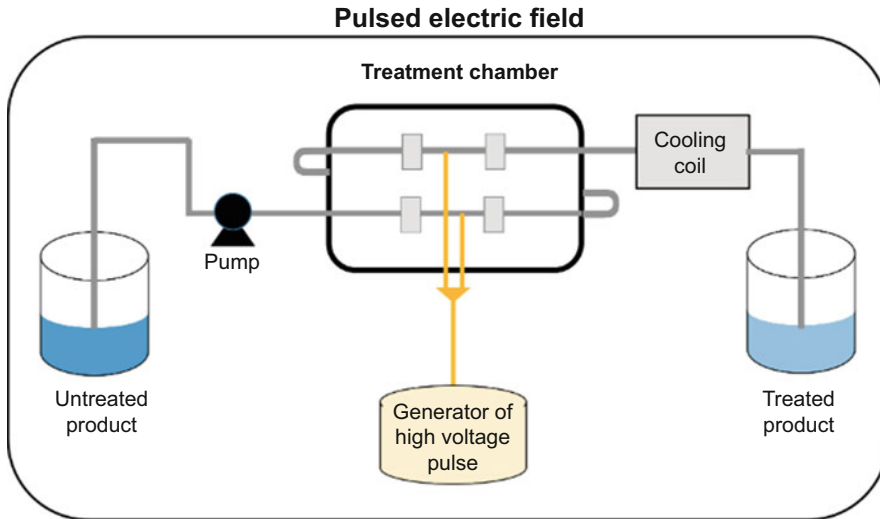 Pulsed electric field
Treatment chamber
Cooling
coil
Pump
Untreated
product
Generator of
high voltage
pulse
Treated
product